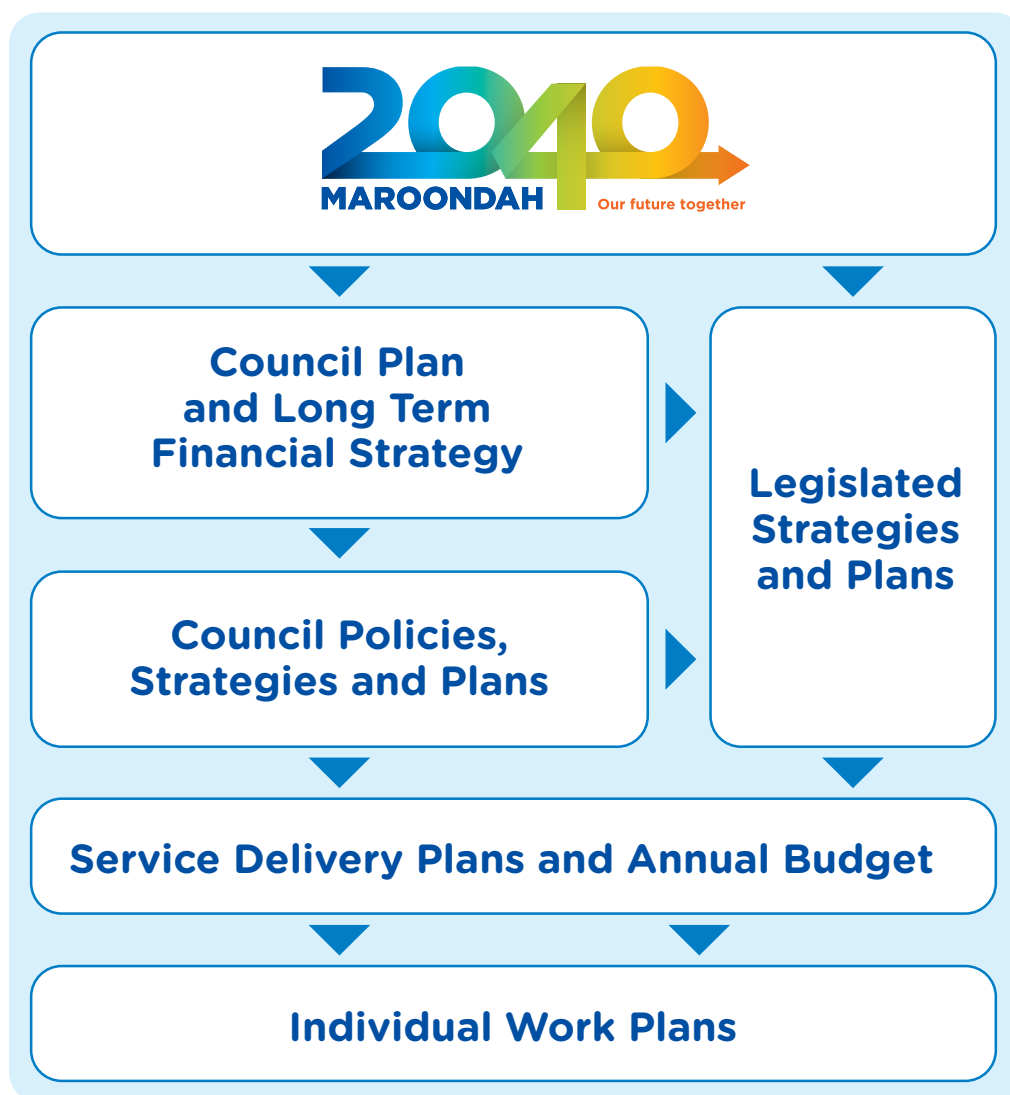 2040
MAROONDAH
Our future together
Council Plan
and Long Term
Financial Strategy
Legislated
Strategies
and Plans
Council Policies,
Strategies and Plans
Service Delivery Plans and Annual Budget
Individual Work Plans